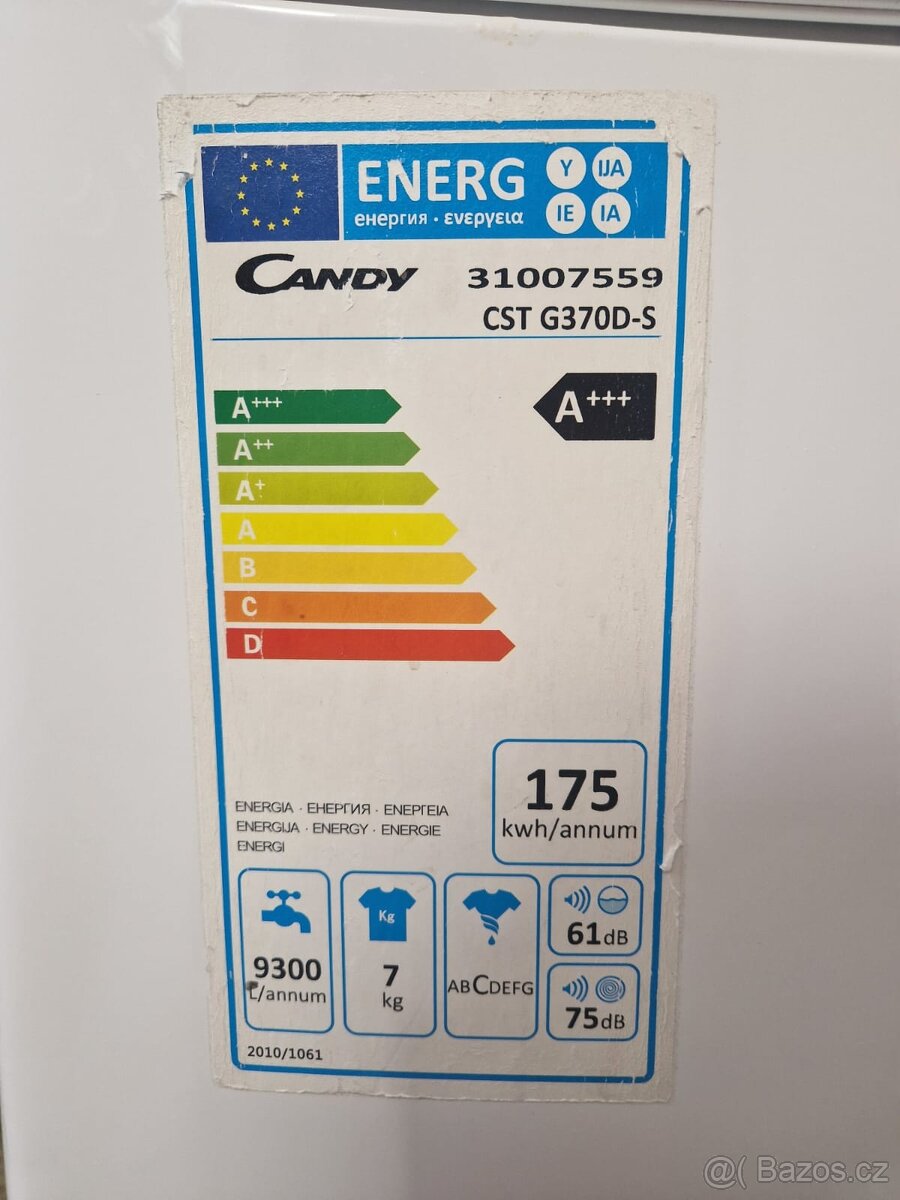 ENERG
Y
IJA
енергия · ενεργεια
IE
IA
CANDY
31007559
CST G370D-S
A+++
A+++
A++
A+
A
B
C
D
175
kwh/annum
ENERGIA · ЕНЕРГИЯ · ΕΝΕΡΓΕΙΑ
ENERGIJA · ENERGY · ENERGIE
ENERGI
Kg
9300
L/annum
7
kg
ABCDEFG
61dB
75dB
2010/1061
@( Bazos.cz